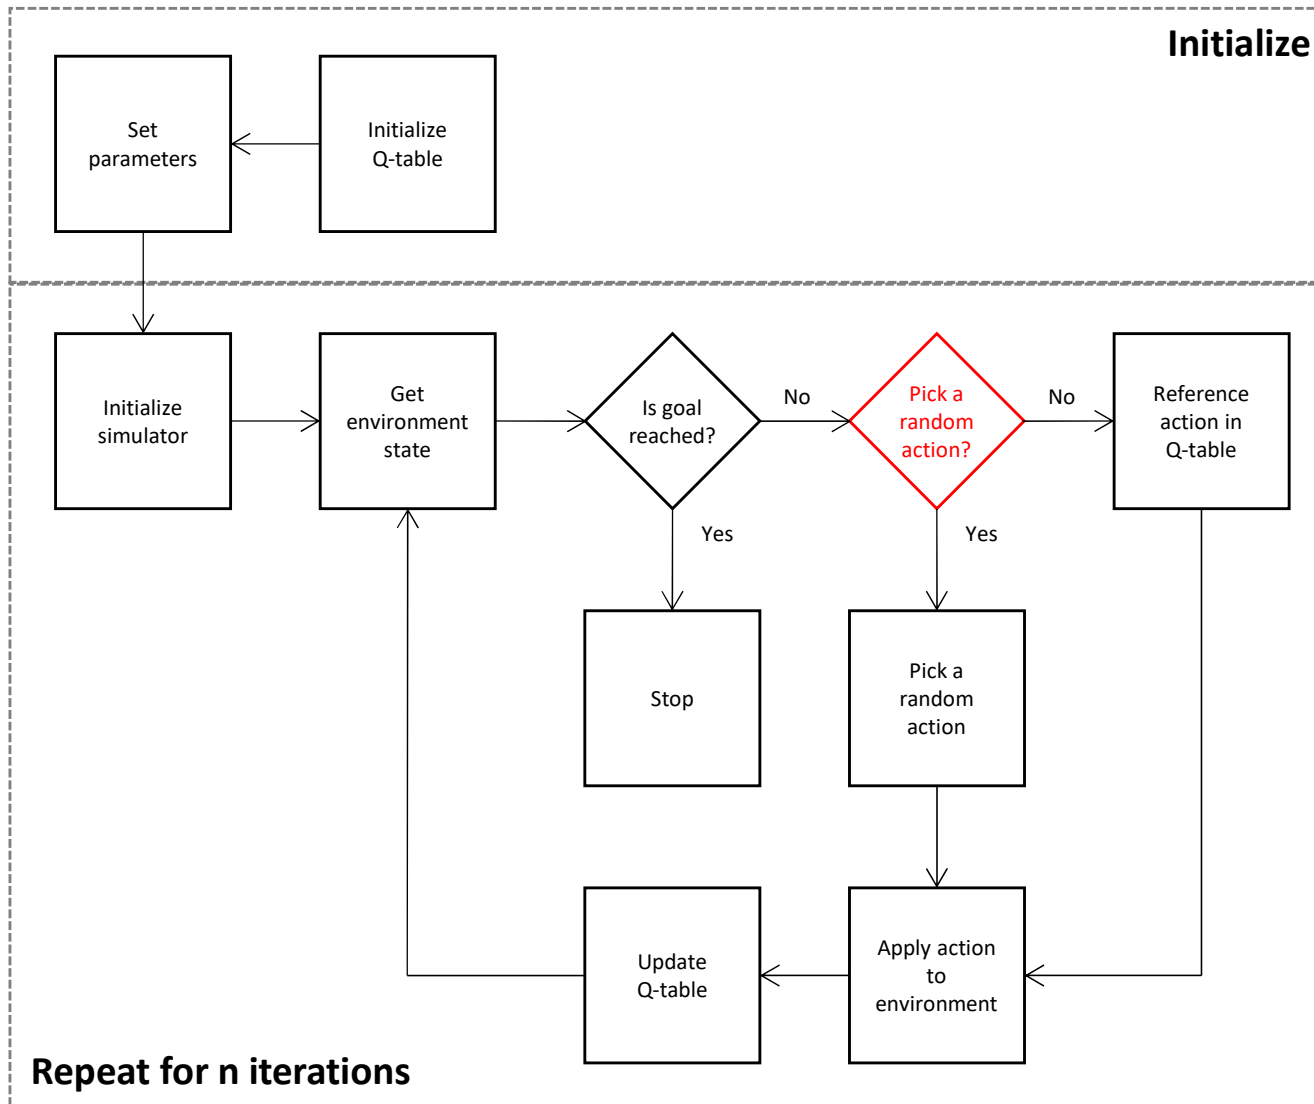 Initialize
Set
parameters
Initialize
Q-table
Initialize
simulator
Get
environment
state
Is goal
reached?
No
Pick a
random
action?
No
Reference
action in
Q-table
Yes
Yes
Stop
Pick a
random
action
Update
Q-table
Apply action
to
environment
Repeat for n iterations